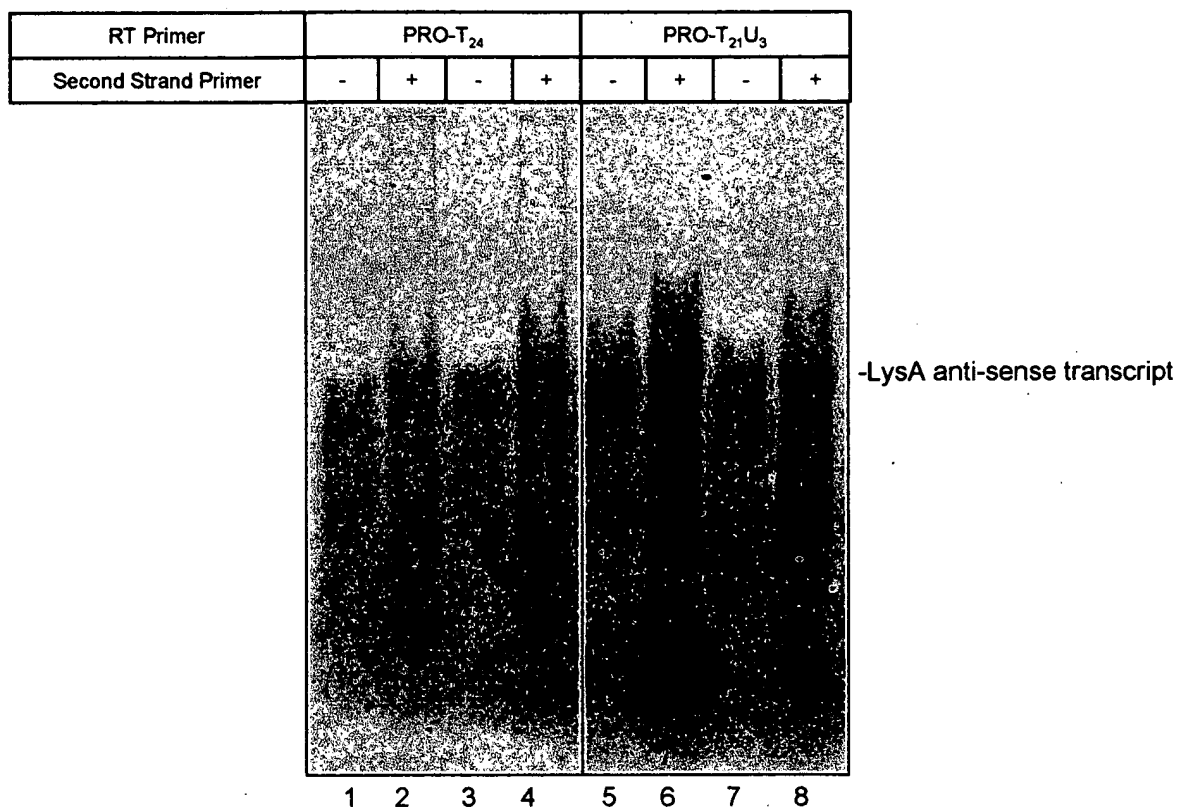 RT Primer PRO-T₂₄ PRO-T₂₁U₃
Second Strand Primer - + - + - + - +
-LysA anti-sense transcript
1 2 3 4 5 6 7 8